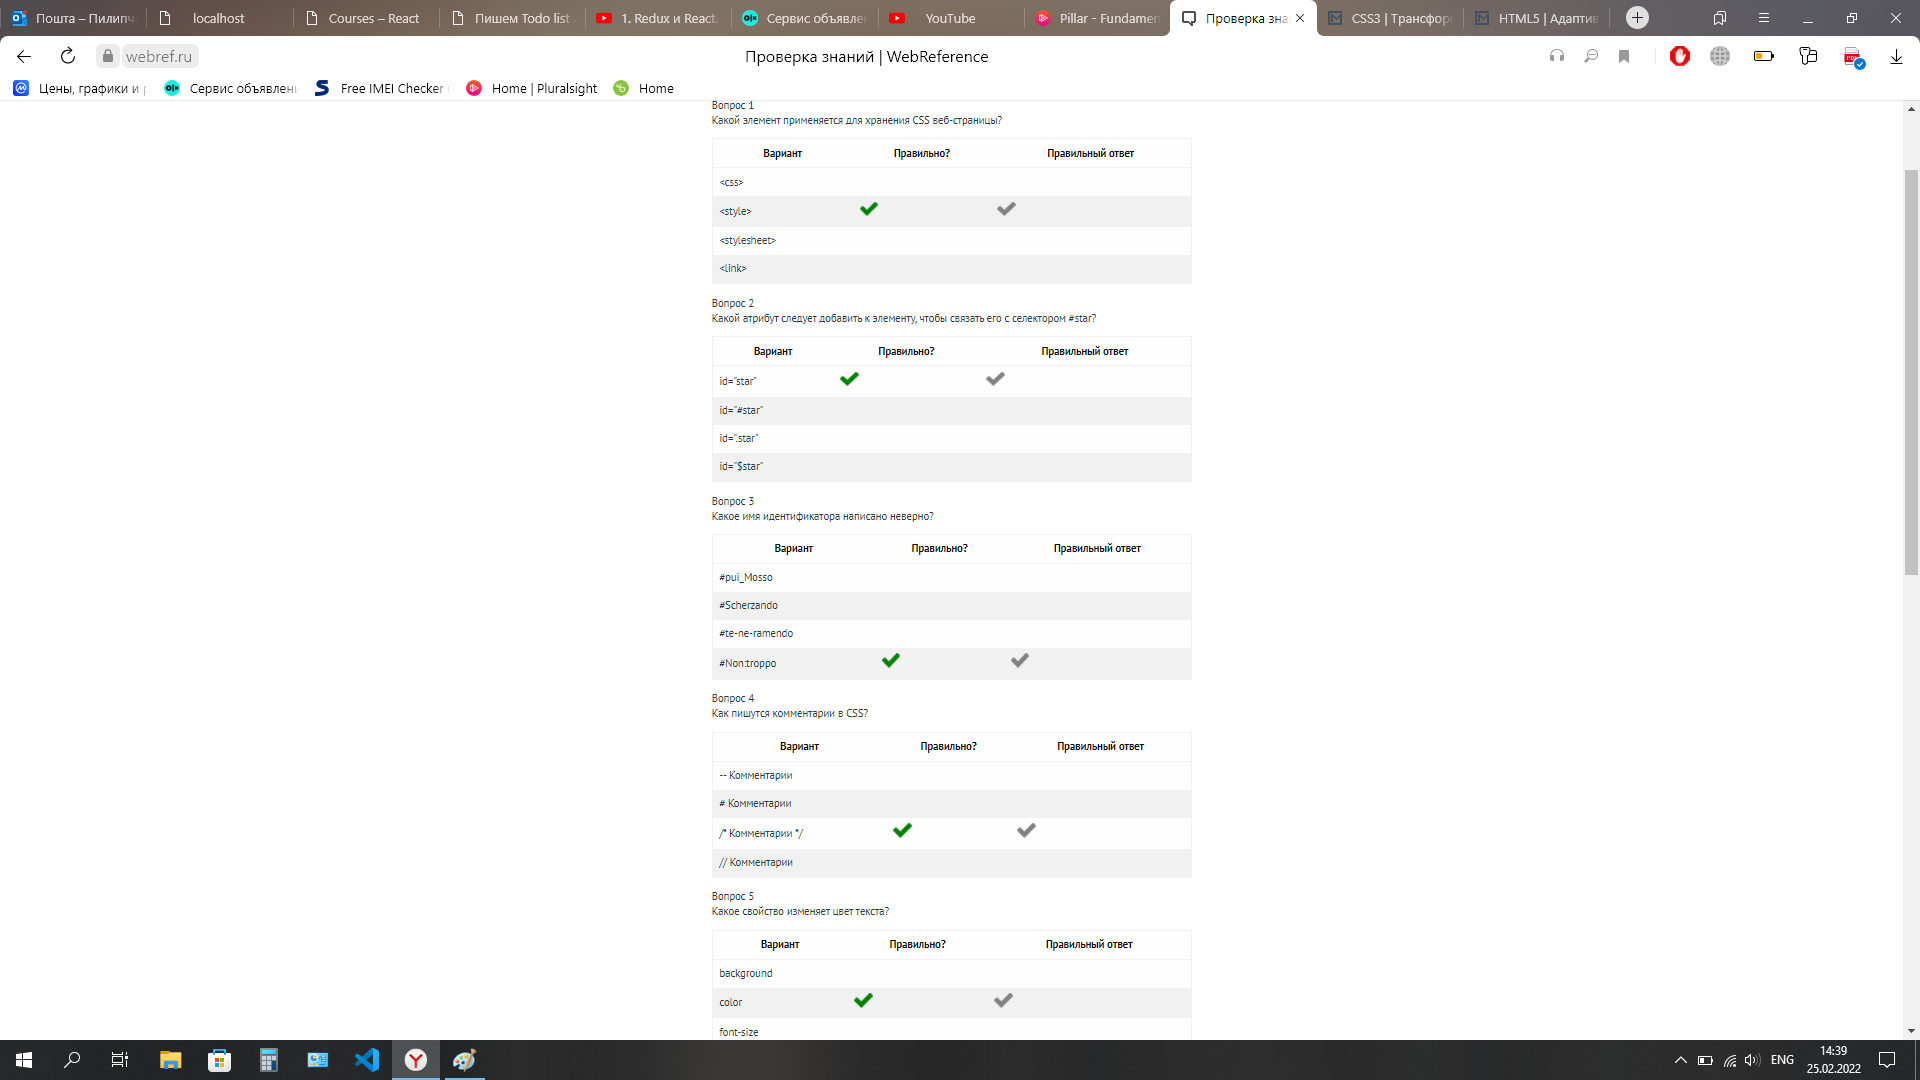 Пошта – Пилипч
localhost
Courses – React
Пишем Todo list
1. Redux и React.
Сервис объявле
YouTube
Pillar - Fundamen
Проверка зна
CSS3 | Трансфор
HTML5 | Адаптив
webref.ru
Проверка знаний | WebReference
Цены, графики и р
Сервис объявлен
Free IMEI Checker
Home | Pluralsight
Home
Вопрос 1
Какой элемент применяется для хранения CSS веб-страницы?
Вариант Правильно? Правильный ответ
<css>
<style>
<stylesheet>
<link>
Вопрос 2
Какой атрибут следует добавить к элементу, чтобы связать его с селектором #star?
Вариант Правильно? Правильный ответ
id="star"
id="#star"
id=".star"
id="$star"
Вопрос 3
Какое имя идентификатора написано неверно?
Вариант Правильно? Правильный ответ
#pui_Mosso
#Scherzando
#te-ne-ramendo
#Non:troppo
Вопрос 4
Как пишутся комментарии в CSS?
Вариант Правильно? Правильный ответ
-- Комментарии
# Комментарии
/* Комментарии */
// Комментарии
Вопрос 5
Какое свойство изменяет цвет текста?
Вариант Правильно? Правильный ответ
background
color
font-size
ENG
14:39
25.02.2022